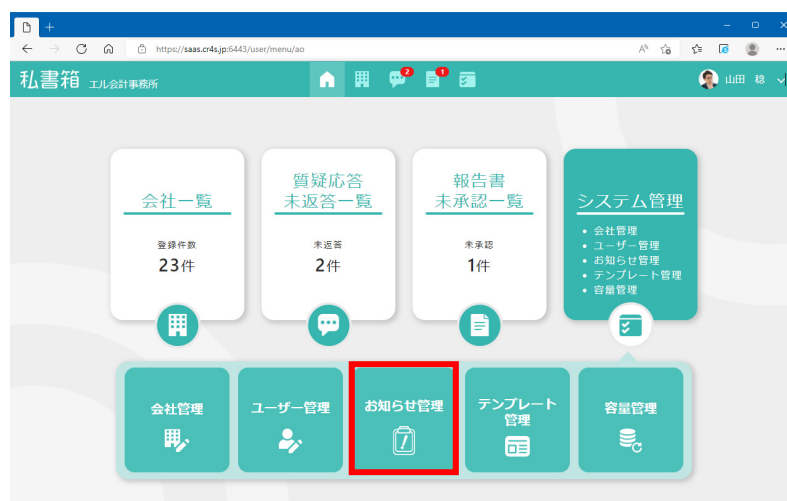 https://saas.cr4s.jp:6443/user/menu/ao
私書箱 エル会計事務所
2
1
山田 稔
会社一覧
登録件数
23件
質疑応答
未返答一覧
未返答
2件
報告書
未承認一覧
未承認
1件
システム管理
• 会社管理
• ユーザー管理
• お知らせ管理
• テンプレート管理
• 容量管理
会社管理
ユーザー管理
お知らせ管理
テンプレート
管理
容量管理